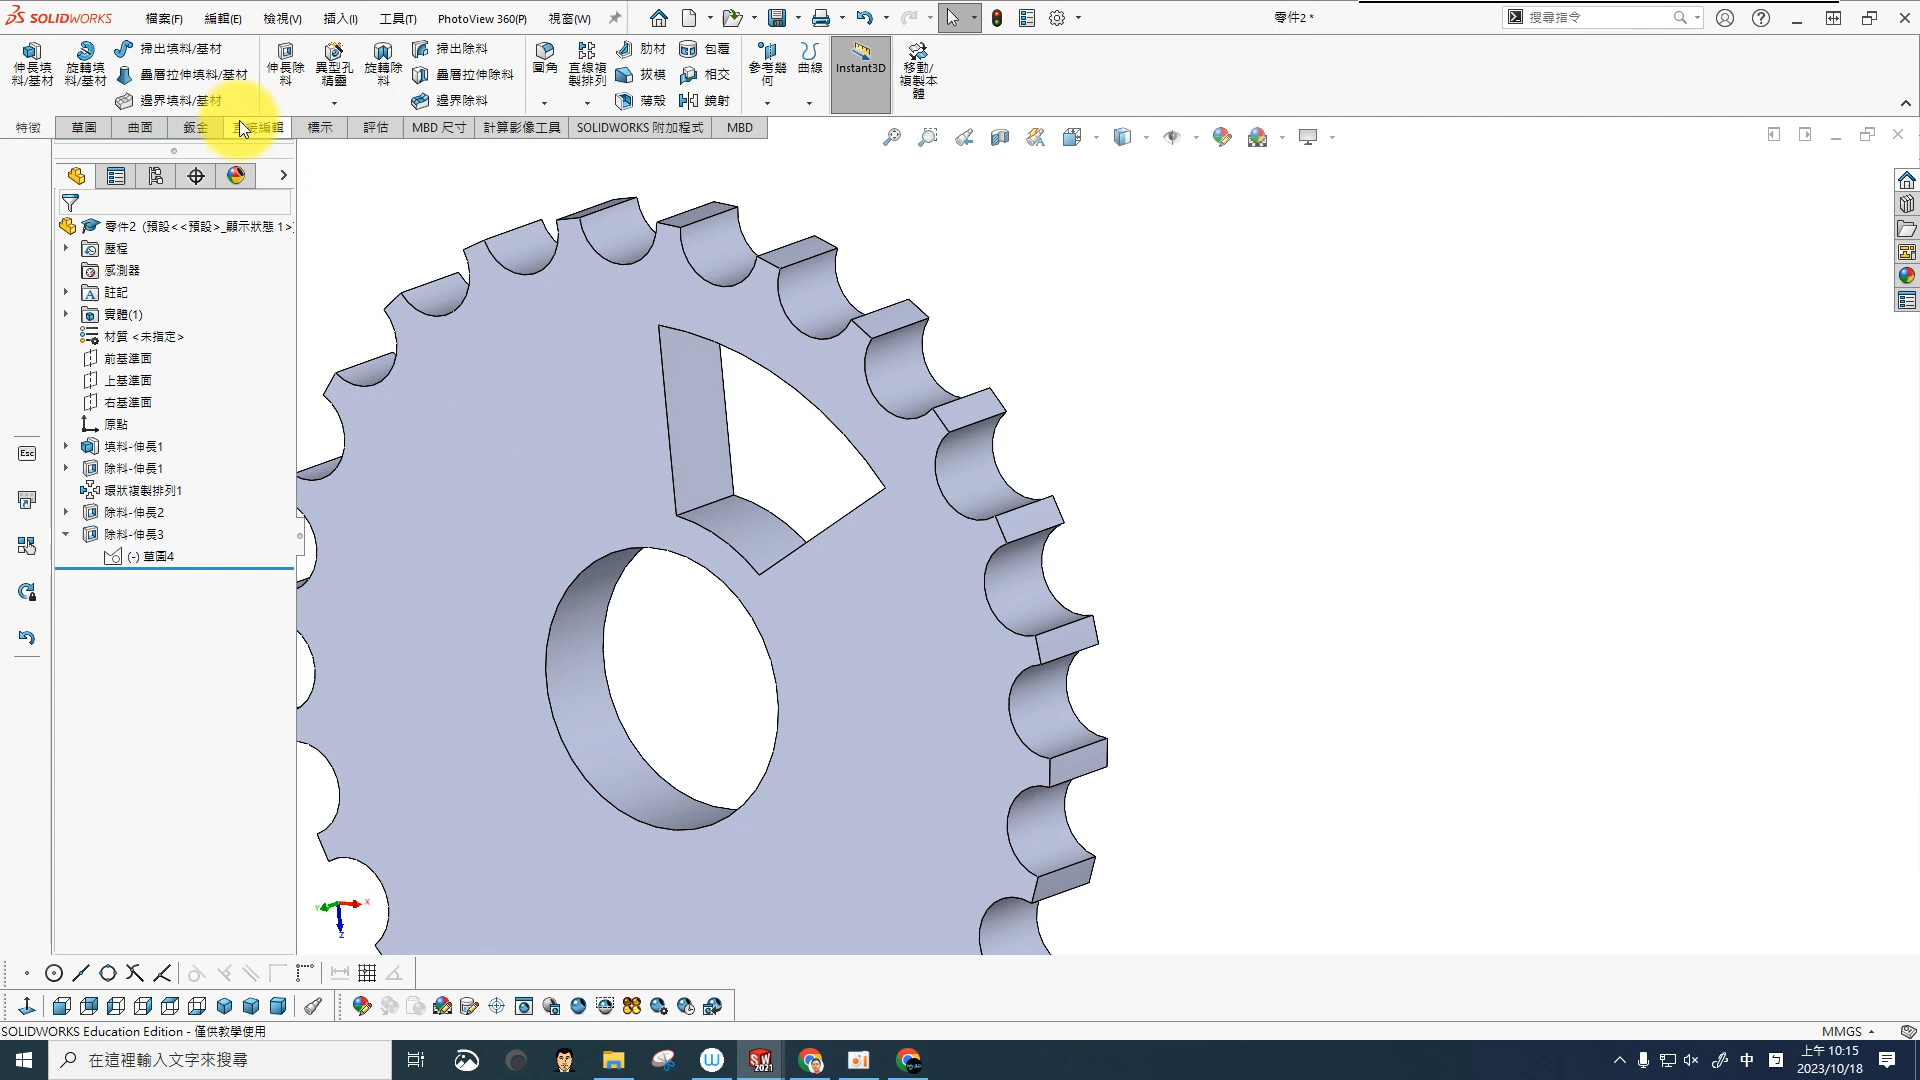 SOLIDWORKS 檔案(F) 編輯(E) 檢視(V) 插入(I) 工具(T) PhotoView 360(P) 視窗(W) 零件2 * 搜尋指令
伸長填料/基材
旋轉填料/基材
掃出填料/基材
疊層拉伸填料/基材
邊界填料/基材
伸長除料
異型孔精靈
旋轉除料
掃出除料
疊層拉伸除料
邊界除料
圓角
直線複製排列
肋材
拔模
薄殼
包覆
相交
鏡射
參考幾何
曲線
Instant3D
移動/複製本體
特徵 草圖 曲面 鈑金 直接編輯 標示 評估 MBD 尺寸 計算影像工具 SOLIDWORKS 附加程式 MBD
零件2 (預設<<預設>_顯示狀態 1>)
歷程
感測器
註記
實體(1)
材質 <未指定>
前基準面
上基準面
右基準面
原點
填料-伸長1
除料-伸長1
環狀複製排列1
除料-伸長2
除料-伸長3
(-) 草圖4
Esc
X
Y
Z
SOLIDWORKS Education Edition - 僅供教學使用
MMGS
在這裡輸入文字來搜尋
SW
2021
中
上午 10:15
2023/10/18